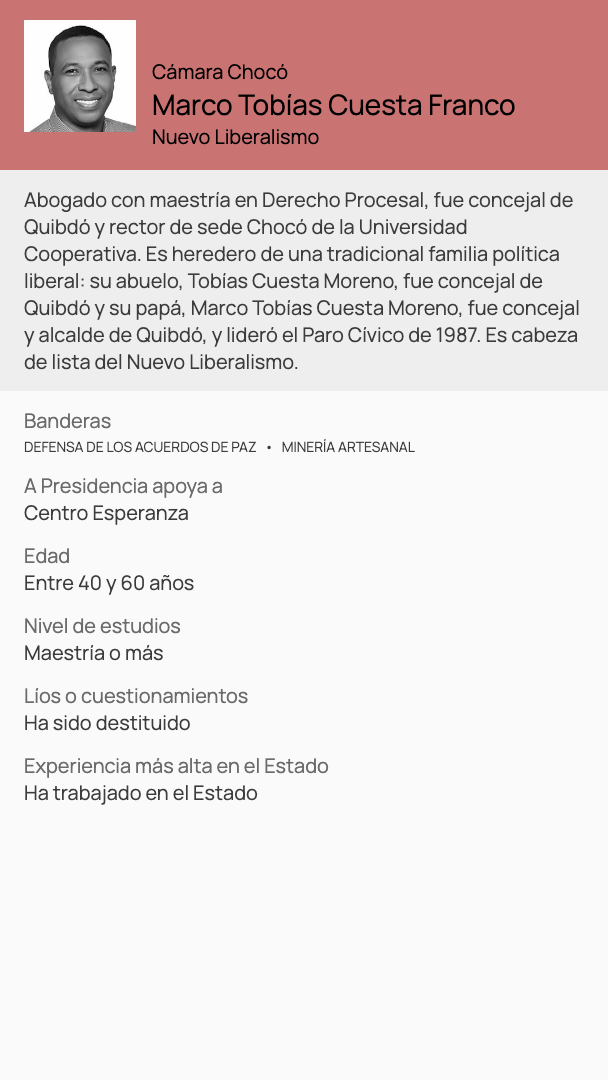 Cámara Chocó
Marco Tobías Cuesta Franco
Nuevo Liberalismo
Abogado con maestría en Derecho Procesal, fue concejal de
Quibdó y rector de sede Chocó de la Universidad
Cooperativa. Es heredero de una tradicional familia política
liberal: su abuelo, Tobías Cuesta Moreno, fue concejal de
Quibdó y su papá, Marco Tobías Cuesta Moreno, fue concejal
y alcalde de Quibdó, y lideró el Paro Cívico de 1987. Es cabeza
de lista del Nuevo Liberalismo.
Banderas
DEFENSA DE LOS ACUERDOS DE PAZ • MINERÍA ARTESANAL
A Presidencia apoya a
Centro Esperanza
Edad
Entre 40 y 60 años
Nivel de estudios
Maestría o más
Líos o cuestionamientos
Ha sido destituido
Experiencia más alta en el Estado
Ha trabajado en el Estado